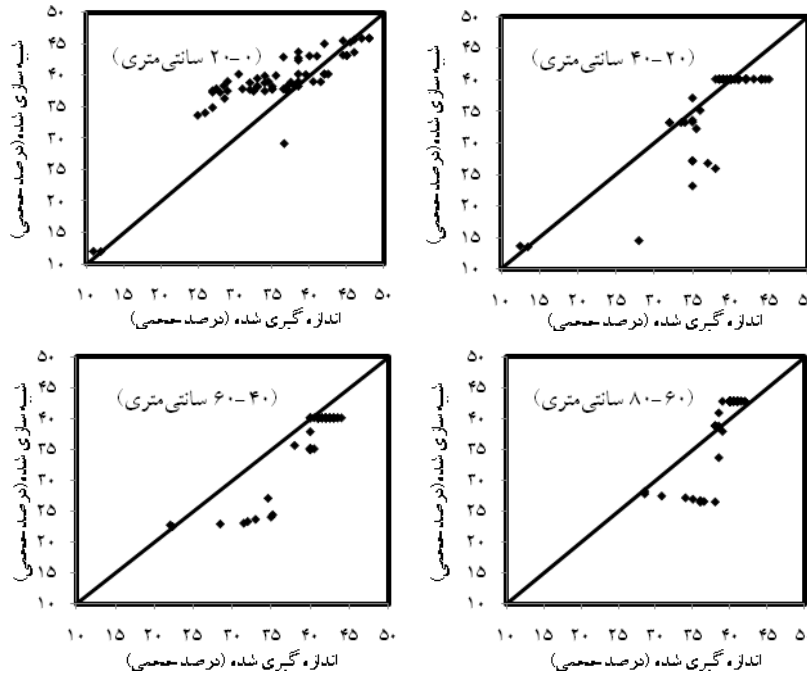 (۰-۲۰ سانتی‌متری)
شبیه سازی شده(درصد حجمی)
۵۰
۴۵
۴۰
۳۵
۳۰
۲۵
۲۰
۱۵
۱۰
۱۰ ۱۵ ۲۰ ۲۵ ۳۰ ۳۵ ۴۰ ۴۵ ۵۰
اندازه گیری شده (درصد حجمی)
(۲۰-۴۰ سانتی‌متری)
شبیه سازی شده(درصد حجمی)
۵۰
۴۵
۴۰
۳۵
۳۰
۲۵
۲۰
۱۵
۱۰
۱۰ ۱۵ ۲۰ ۲۵ ۳۰ ۳۵ ۴۰ ۴۵ ۵۰
اندازه گیری شده (درصد حجمی)
(۴۰-۶۰ سانتی‌متری)
شبیه سازی شده(درصد حجمی)
۵۰
۴۵
۴۰
۳۵
۳۰
۲۵
۲۰
۱۵
۱۰
۱۰ ۱۵ ۲۰ ۲۵ ۳۰ ۳۵ ۴۰ ۴۵ ۵۰
اندازه گیری شده (درصد حجمی)
(۶۰-۸۰ سانتی‌متری)
شبیه سازی شده(درصد حجمی)
۵۰
۴۵
۴۰
۳۵
۳۰
۲۵
۲۰
۱۵
۱۰
۱۰ ۱۵ ۲۰ ۲۵ ۳۰ ۳۵ ۴۰ ۴۵ ۵۰
اندازه گیری شده (درصد حجمی)